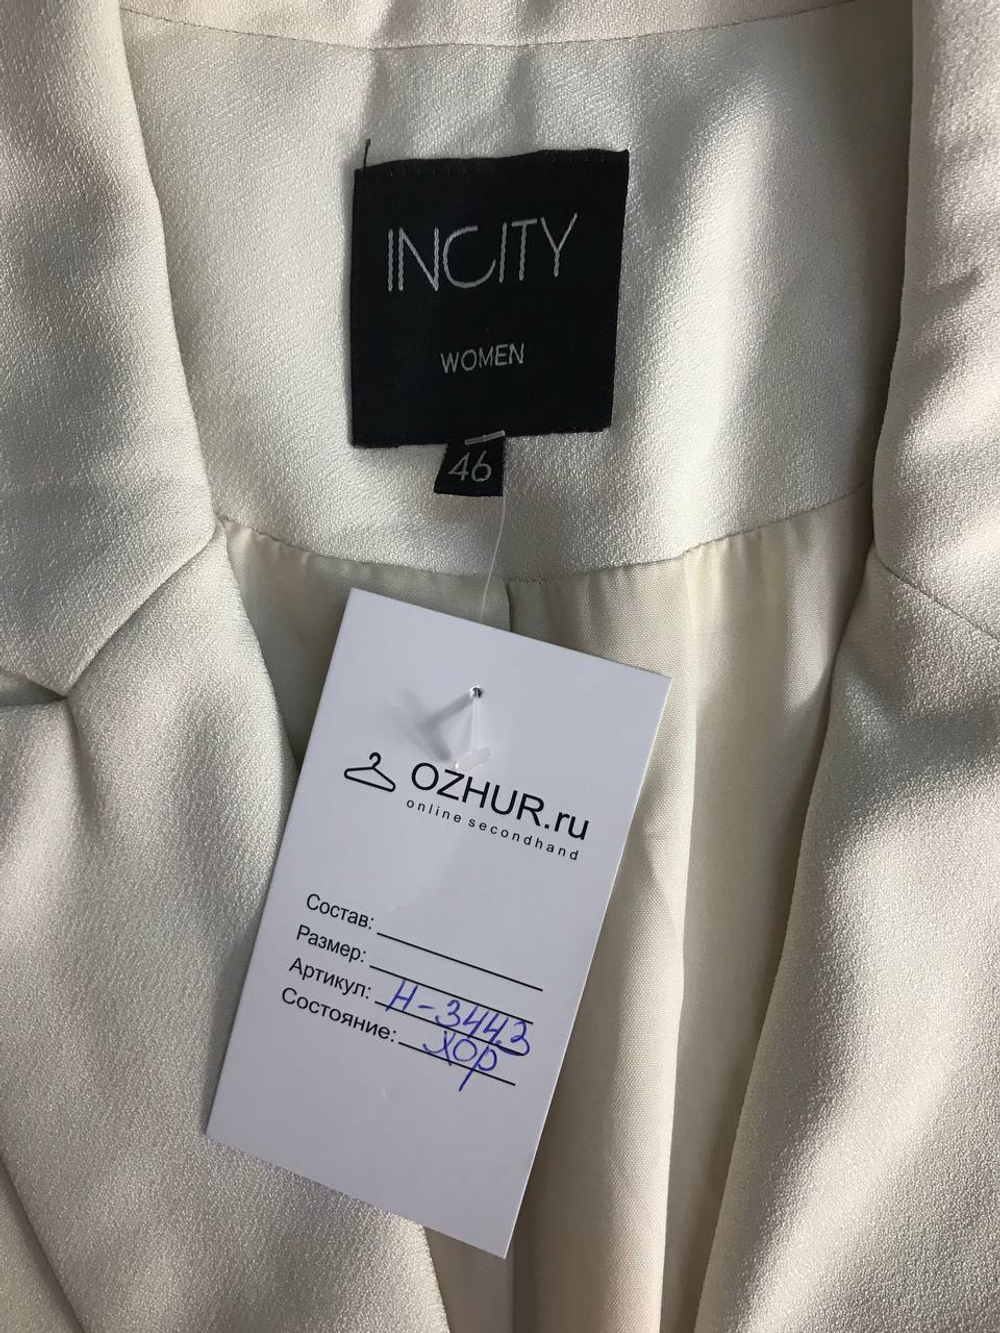 INCITY
WOMEN
46
OZHUR.ru
online secondhand
Состав:
Размер:
Артикул: Н-3443
Состояние: хор